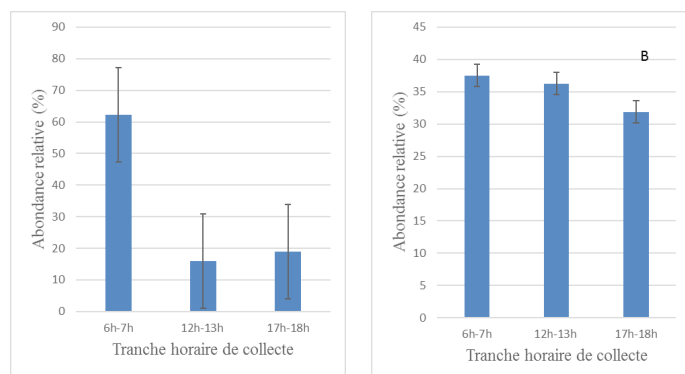 90
80
70
60
50
40
30
20
10
0
Abondance relative (%)
6h-7h 12h-13h 17h-18h
Tranche horaire de collecte
45
40
35
30
25
20
15
10
5
0
B
Abondance relative (%)
6h-7h 12h-13h 17h-18h
Tranche horaire de collecte